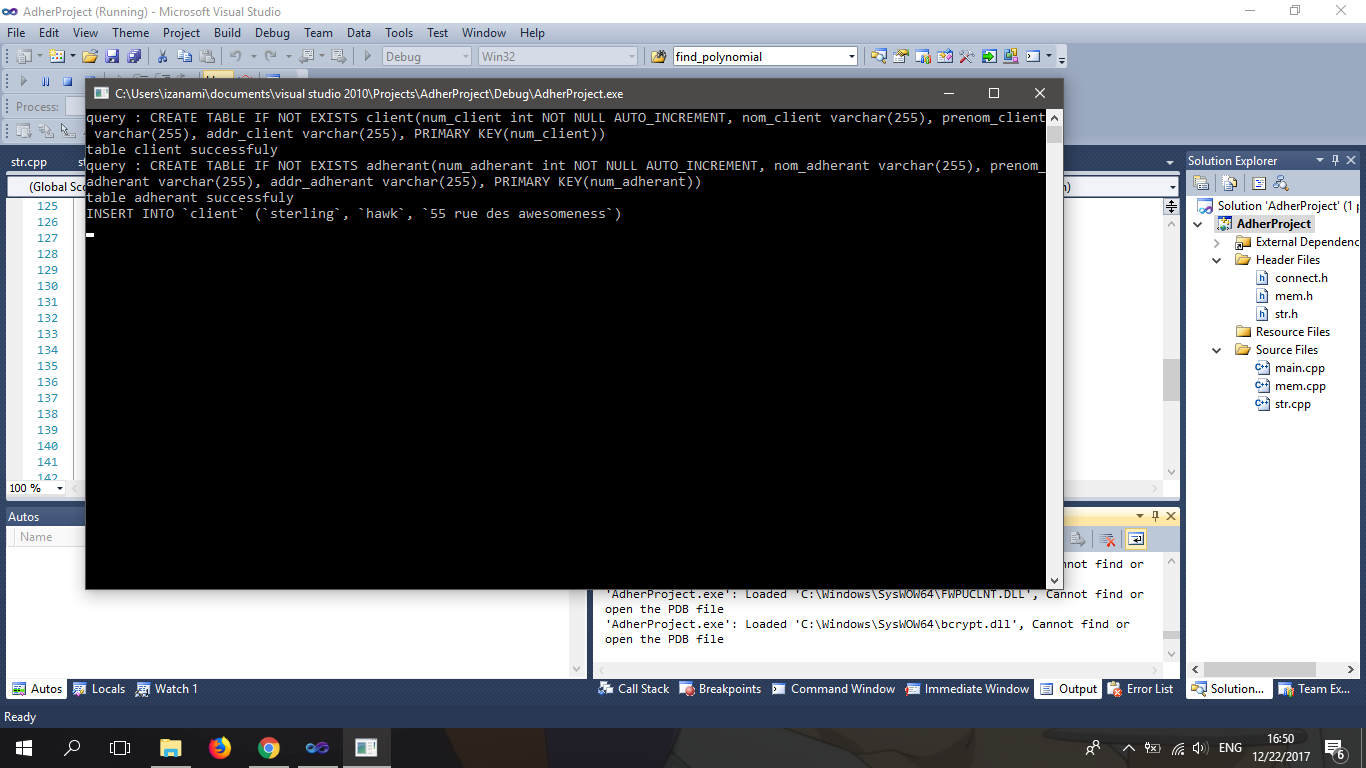 AdherProject (Running) - Microsoft Visual Studio
File Edit View Theme Project Build Debug Team Data Tools Test Window Help
Debug Win32 find_polynomial
Process:
C:\Users\izanami\documents\visual studio 2010\Projects\AdherProject\Debug\AdherProject.exe
query : CREATE TABLE IF NOT EXISTS client(num_client int NOT NULL AUTO_INCREMENT, nom_client varchar(255), prenom_client
varchar(255), addr_client varchar(255), PRIMARY KEY(num_client))
table client successfuly
query : CREATE TABLE IF NOT EXISTS adherant(num_adherant int NOT NULL AUTO_INCREMENT, nom_adherant varchar(255), prenom_
adherant varchar(255), addr_adherant varchar(255), PRIMARY KEY(num_adherant))
table adherant successfuly
INSERT INTO `client` (`sterling`, `hawk`, `55 rue des awesomeness`)
str.cpp
(Global Sco
125
126
127
128
129
130
131
132
133
134
135
136
137
138
139
140
141
142
100 %
Solution Explorer
Solution 'AdherProject' (1 p
AdherProject
External Dependenc
Header Files
connect.h
mem.h
str.h
Resource Files
Source Files
main.cpp
mem.cpp
str.cpp
Autos
Name
nnot find or
'AdherProject.exe': Loaded 'C:\Windows\SysWOW64\FWPUCLNT.DLL', Cannot find or
open the PDB file
'AdherProject.exe': Loaded 'C:\Windows\SysWOW64\bcrypt.dll', Cannot find or
open the PDB file
Autos Locals Watch 1
Call Stack Breakpoints Command Window Immediate Window Output Error List
Solution... Team Ex...
Ready
ENG
16:50
12/22/2017
6